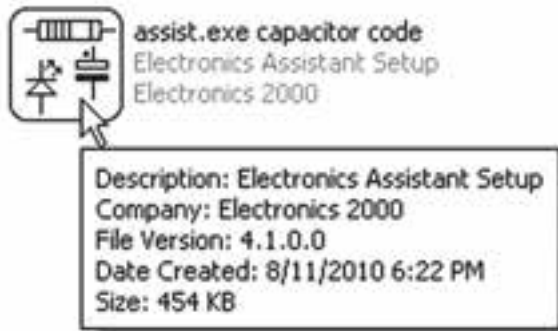 assist.exe capacitor code
Electronics Assistant Setup
Electronics 2000
Description: Electronics Assistant Setup
Company: Electronics 2000
File Version: 4.1.0.0
Date Created: 8/11/2010 6:22 PM
Size: 454 KB